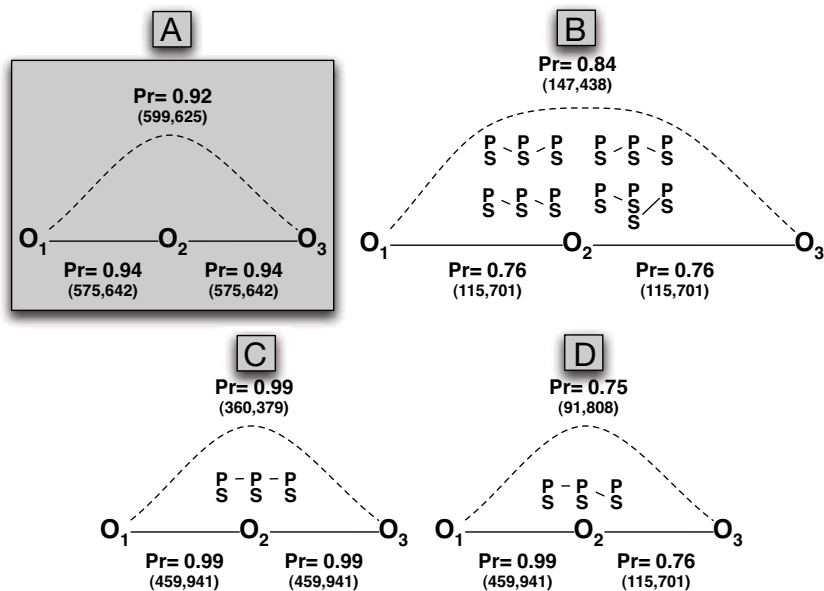 A
Pr= 0.92
(599,625)
O1 O2 O3
Pr= 0.94 Pr= 0.94
(575,642) (575,642)
B
Pr= 0.84
(147,438)
P P P P P P
S S S S S S
P P P P P P
S S S S S S
S
O1 O2 O3
Pr= 0.76 Pr= 0.76
(115,701) (115,701)
C
Pr= 0.99
(360,379)
P P P
S S S
O1 O2 O3
Pr= 0.99 Pr= 0.99
(459,941) (459,941)
D
Pr= 0.75
(91,808)
P P P
S S S
O1 O2 O3
Pr= 0.99 Pr= 0.76
(459,941) (115,701)